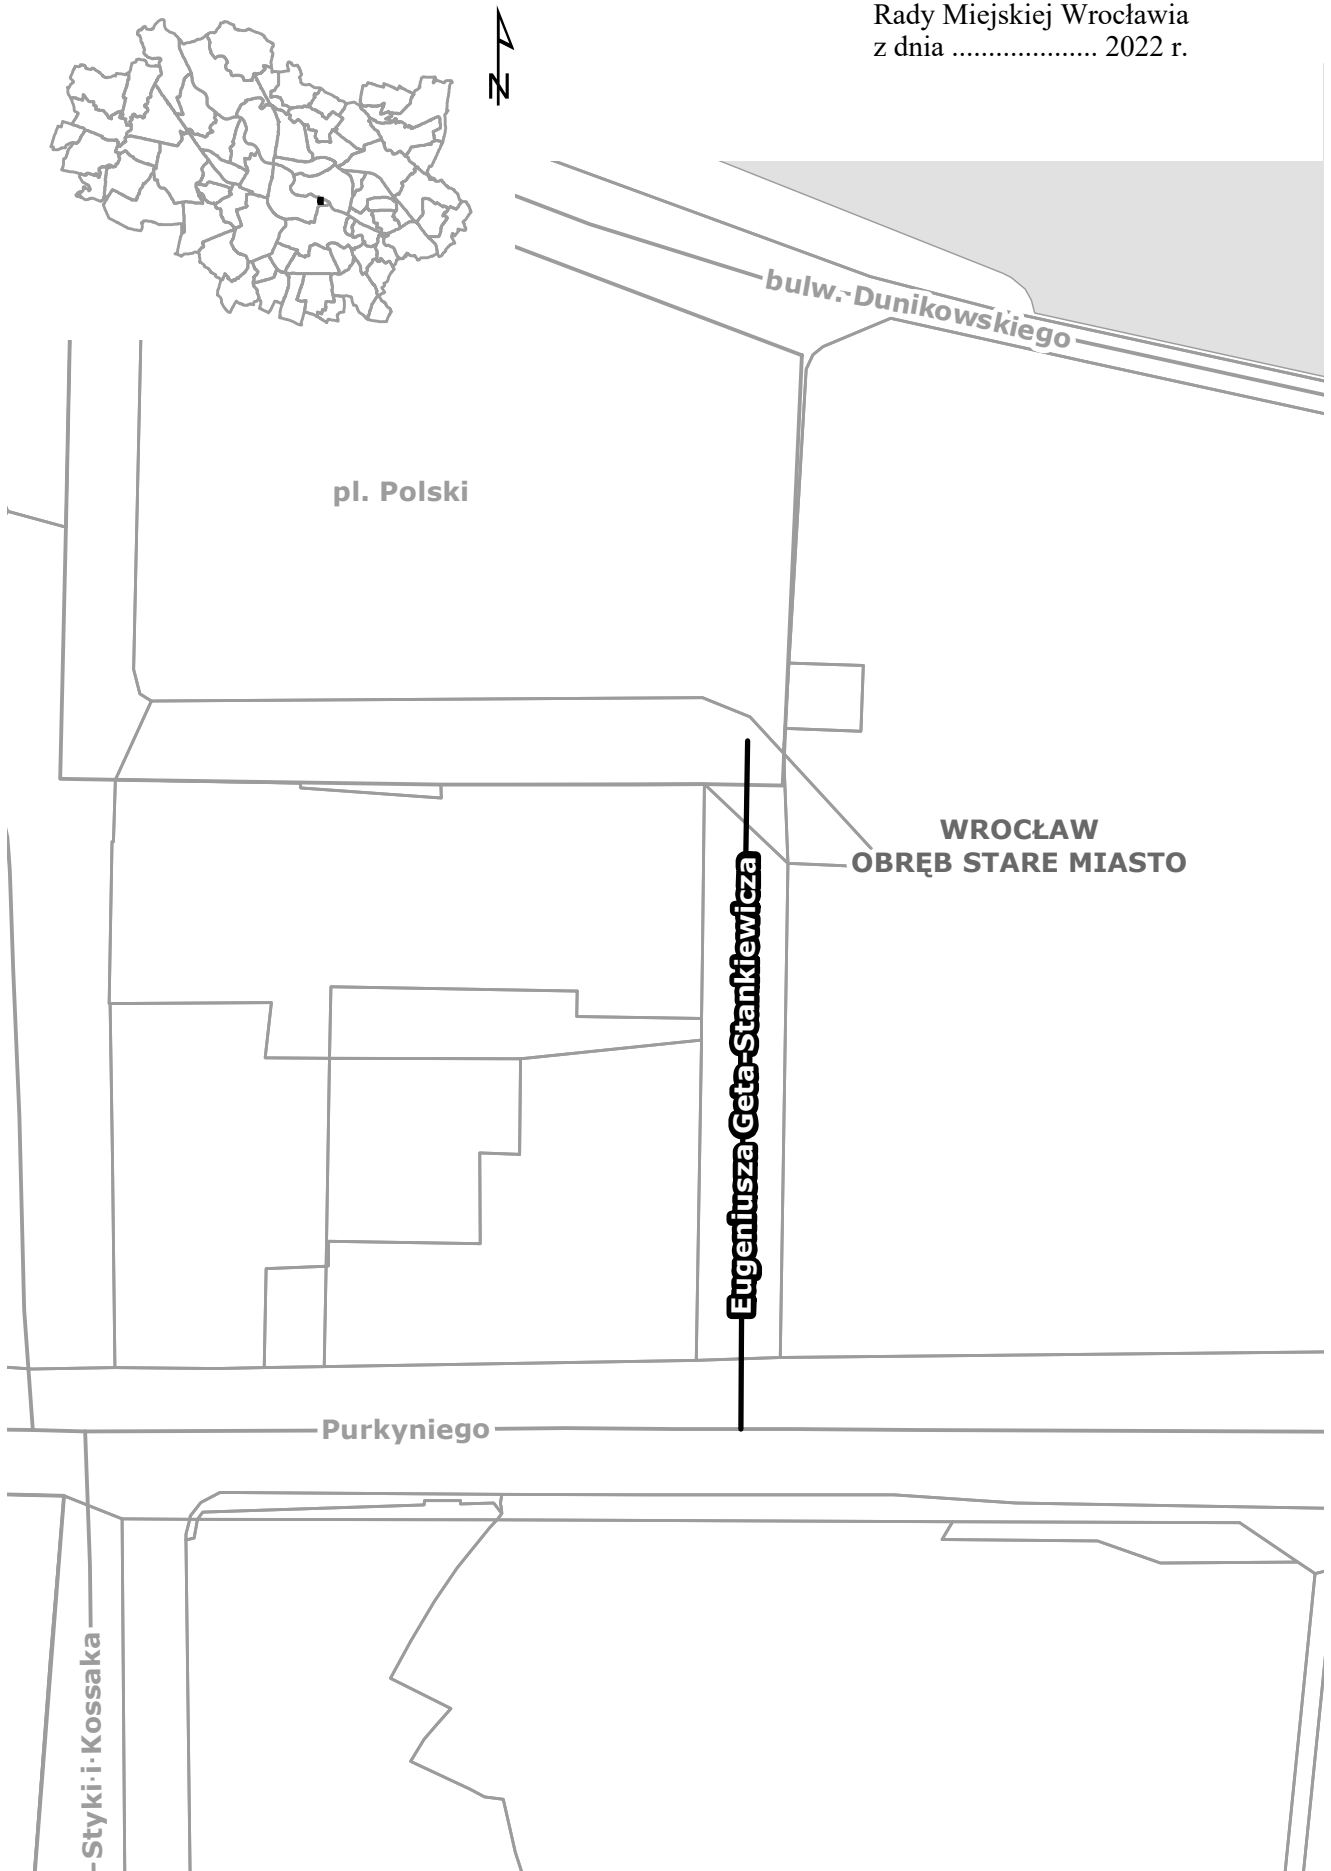 Rady Miejskiej Wrocławia
z dnia .................... 2022 r.
N
bulw. Dunikowskiego
pl. Polski
WROCŁAW
OBRĘB STARE MIASTO
Eugeniusza Geta-Stankiewicza
Purkyniego
Styki i Kossaka